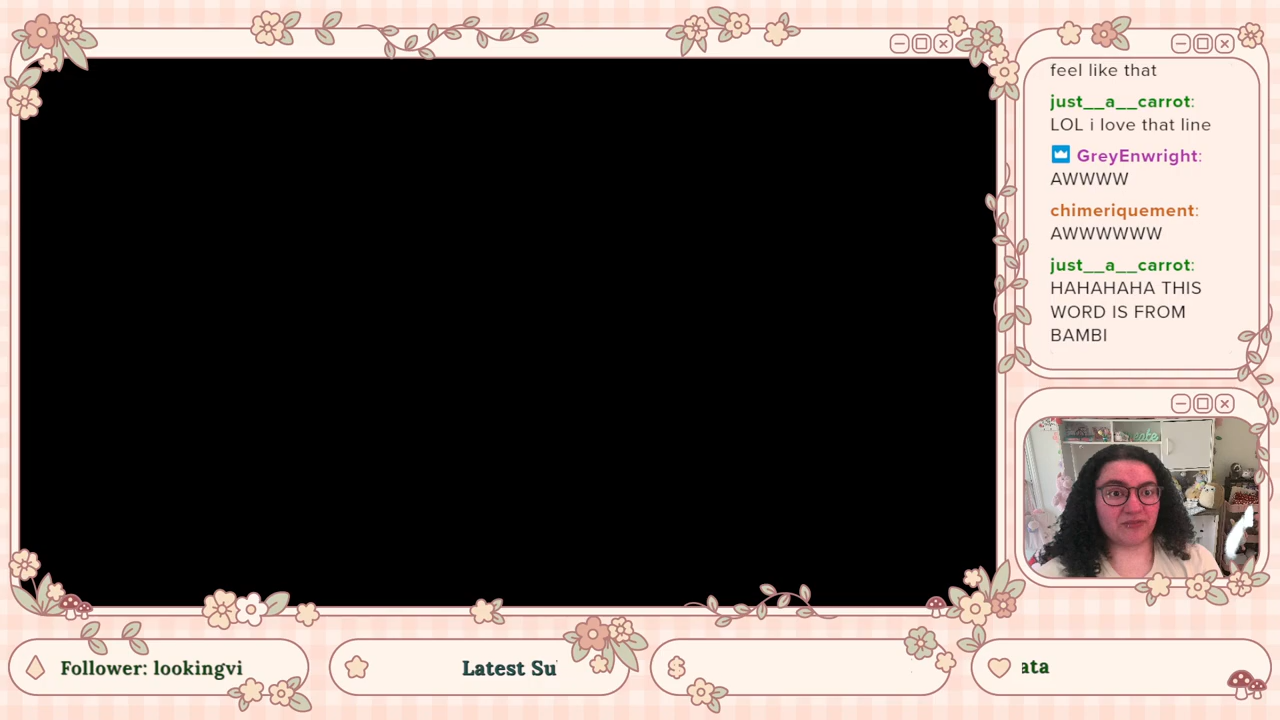 feel like that
just__a__carrot:
LOL i love that line
GreyEnwright:
AWWWW
chimeriquement:
AWWWWWW
just__a__carrot:
HAHAHAHA THIS
WORD IS FROM
BAMBI
create
Follower: lookingvi
Latest Su
$
ata